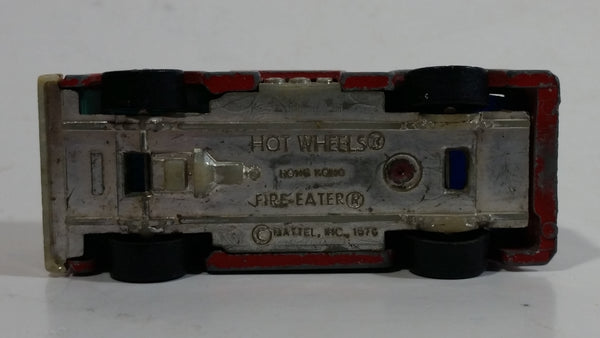 HOT WHEELS®
HONG KONG
FIRE-EATER®
© MATTEL, INC., 1976